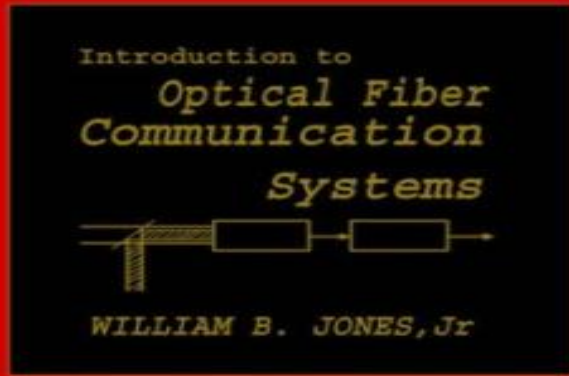 Introduction to
Optical Fiber
Communication
Systems
WILLIAM B. JONES,Jr